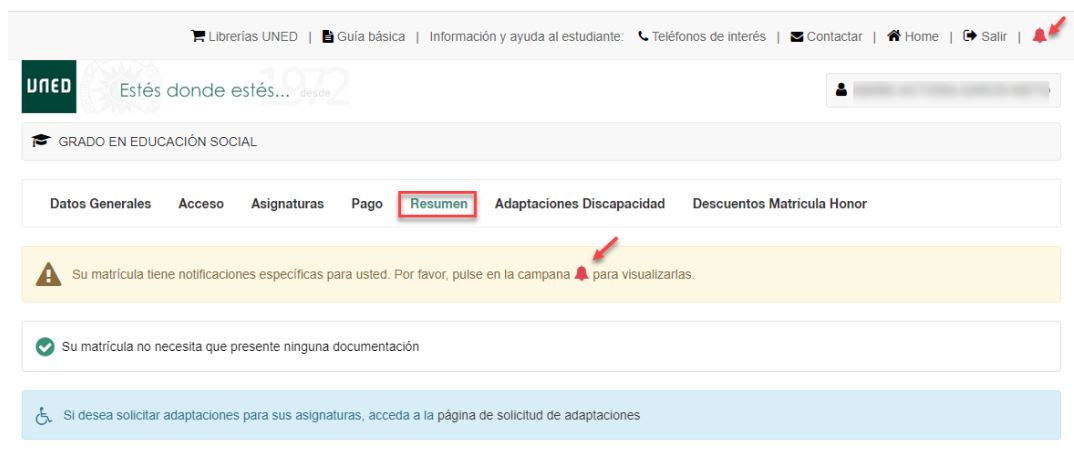 Librerías UNED | Guía básica | Información y ayuda al estudiante: Teléfonos de interés | Contactar | Home | Salir |
UNED Estés donde estés... desde 1972
GRADO EN EDUCACIÓN SOCIAL
Datos Generales Acceso Asignaturas Pago Resumen Adaptaciones Discapacidad Descuentos Matrícula Honor
Su matrícula tiene notificaciones específicas para usted. Por favor, pulse en la campana para visualizarlas.
Su matrícula no necesita que presente ninguna documentación
Si desea solicitar adaptaciones para sus asignaturas, acceda a la página de solicitud de adaptaciones